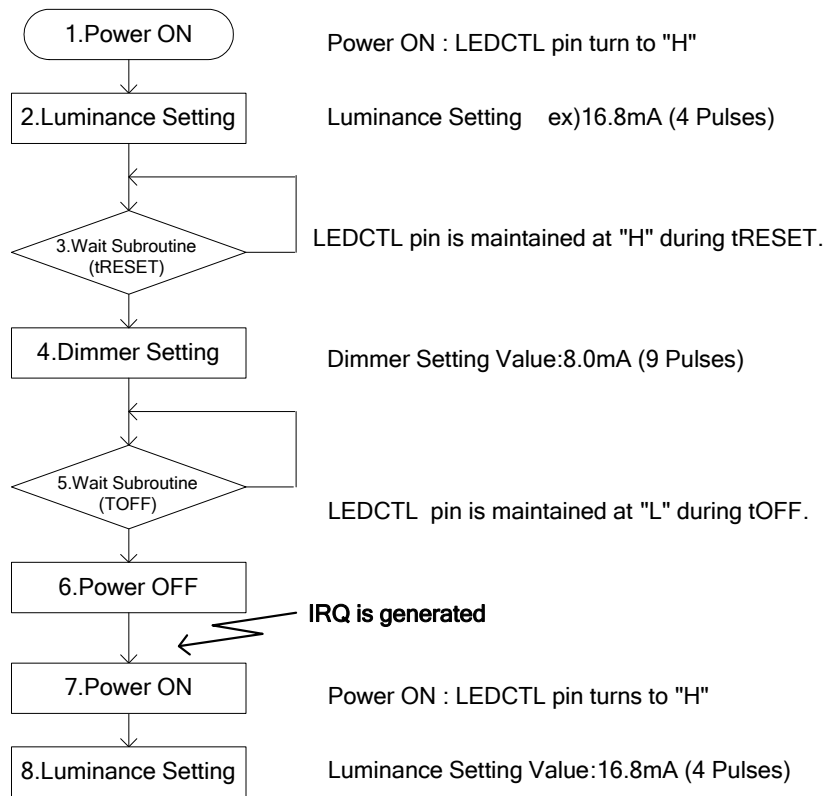 1.Power ON
Power ON : LEDCTL pin turn to "H"
2.Luminance Setting
Luminance Setting ex)16.8mA (4 Pulses)
3.Wait Subroutine
(tRESET)
LEDCTL pin is maintained at "H" during tRESET.
4.Dimmer Setting
Dimmer Setting Value:8.0mA (9 Pulses)
5.Wait Subroutine
(TOFF)
LEDCTL pin is maintained at "L" during tOFF.
6.Power OFF
IRQ is generated
7.Power ON
Power ON : LEDCTL pin turns to "H"
8.Luminance Setting
Luminance Setting Value:16.8mA (4 Pulses)